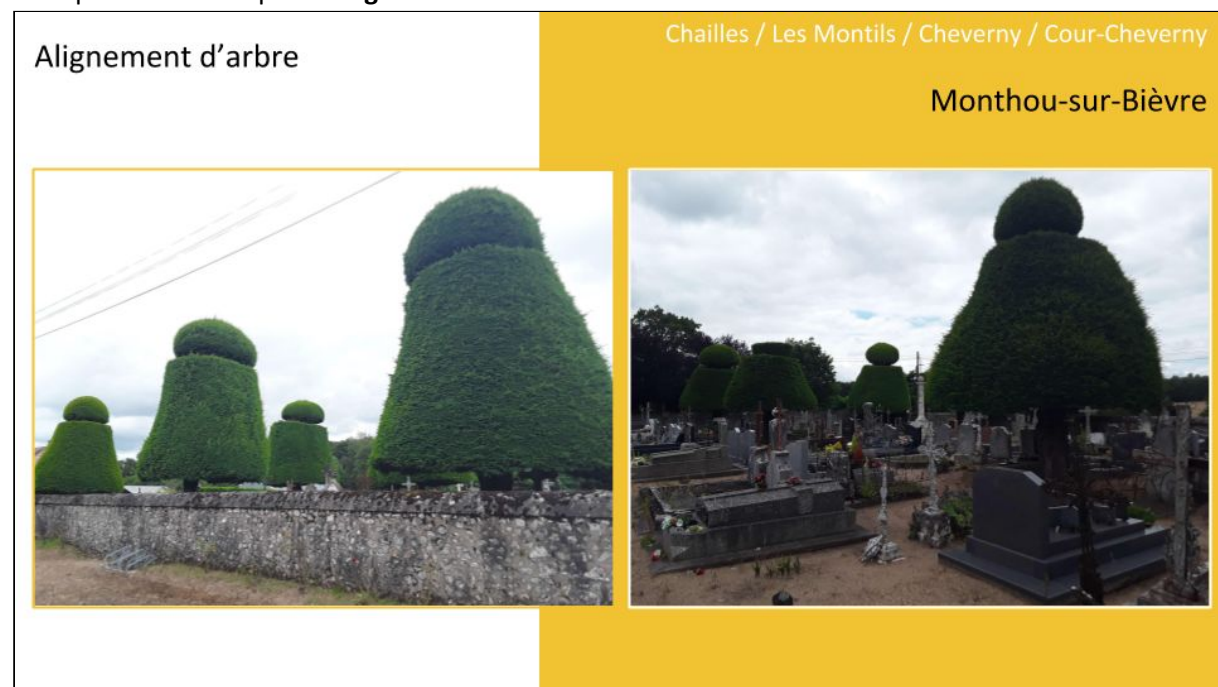 Alignement d'arbre
Chailles / Les Montils / Cheverny / Cour-Cheverny
Monthou-sur-Bièvre